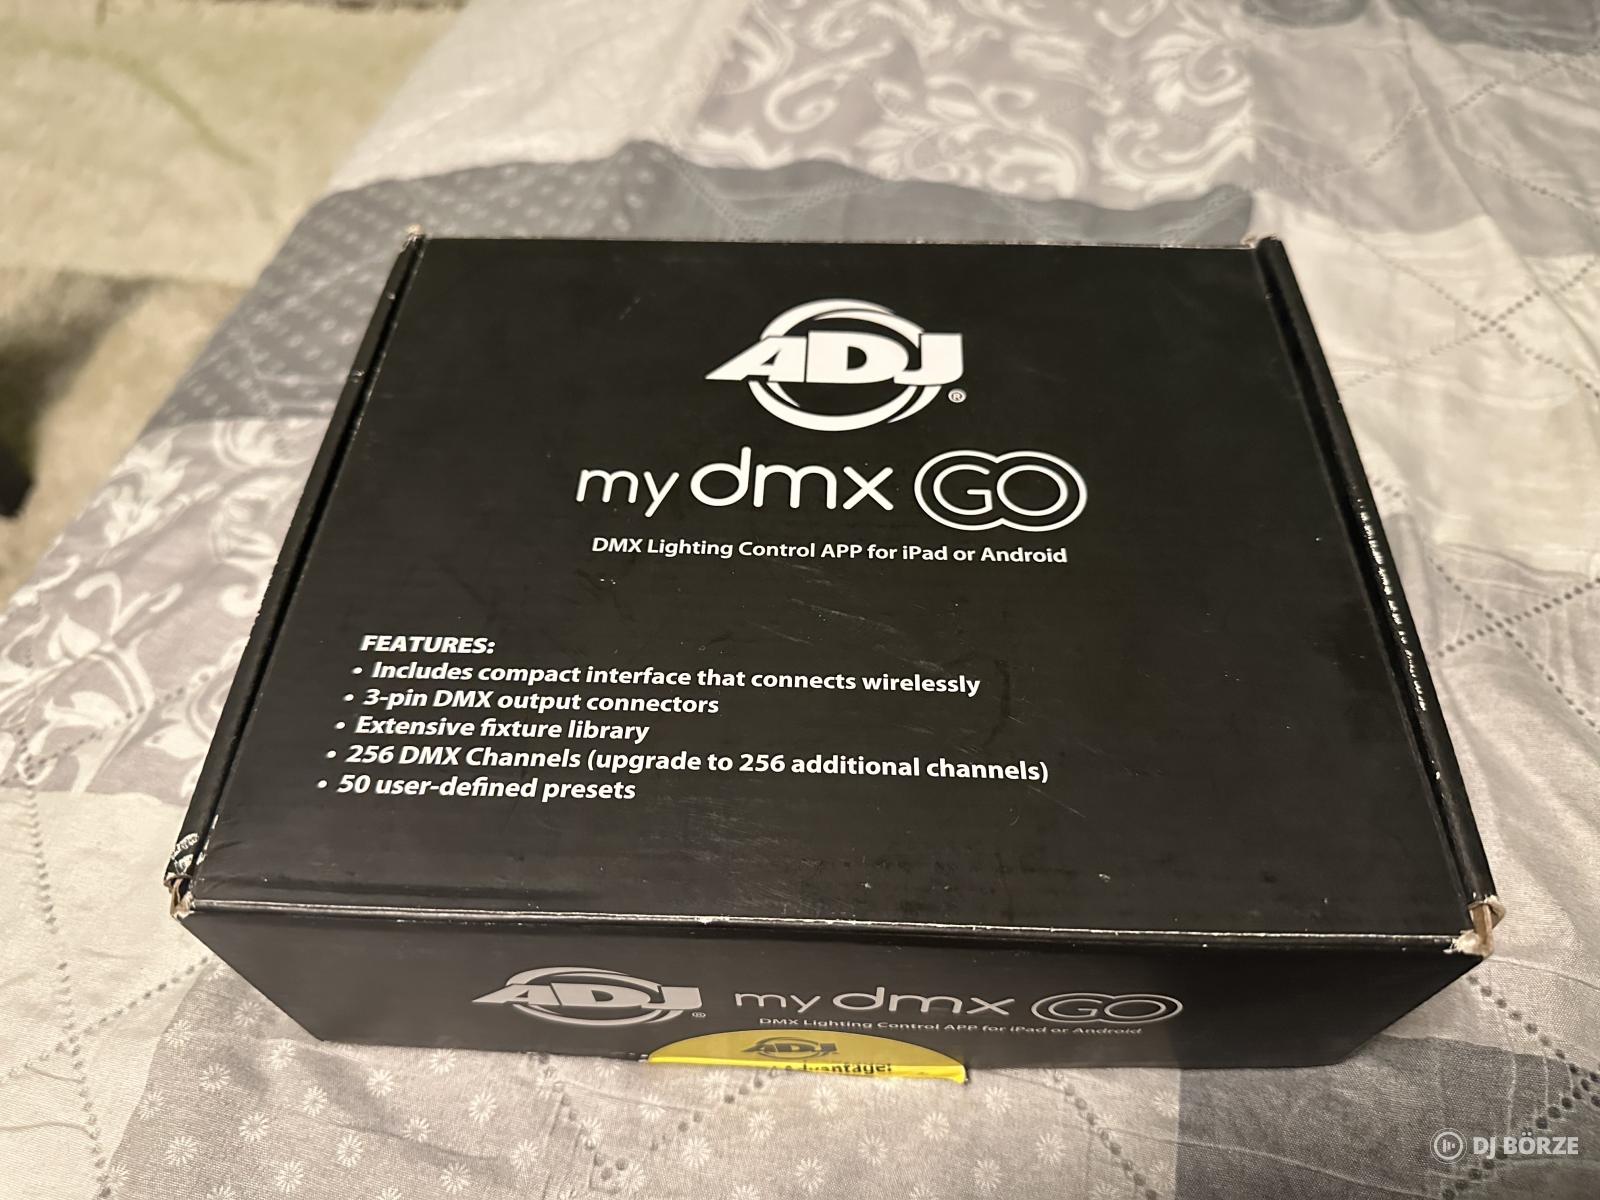 ADJ®
my dmx GO
DMX Lighting Control APP for iPad or Android
FEATURES:
• Includes compact interface that connects wirelessly
• 3-pin DMX output connectors
• Extensive fixture library
• 256 DMX Channels (upgrade to 256 additional channels)
• 50 user-defined presets
ADJ® my dmx GO
DMX Lighting Control APP for iPad or Android
ADJ
Advantage!
DJ BÖRZE